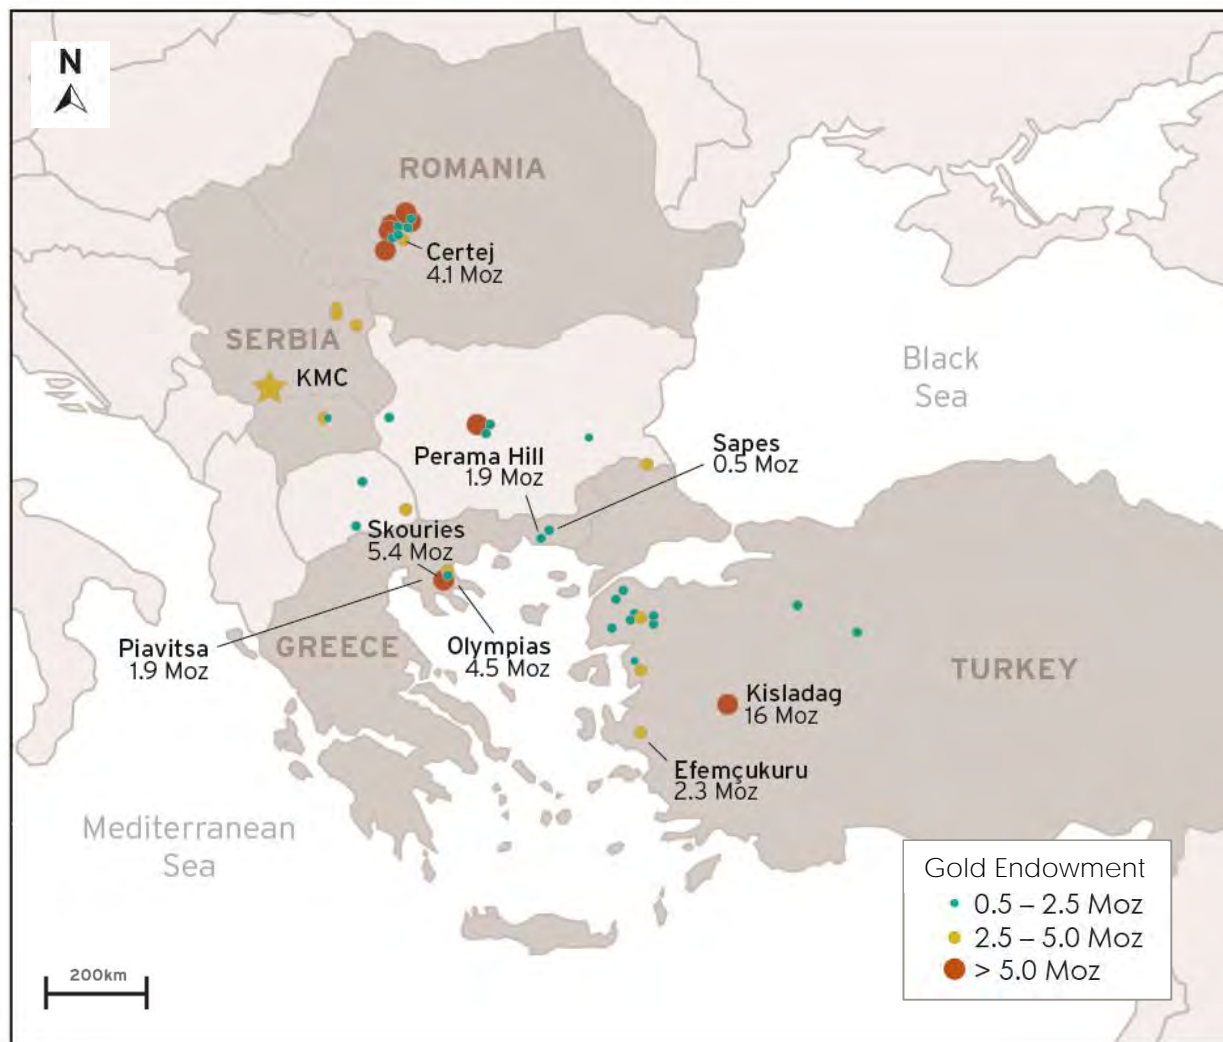 N
ROMANIA
Certej
4.1 Moz
SERBIA
KMC
Black
Sea
Perama Hill
1.9 Moz
Sapes
0.5 Moz
Skouries
5.4 Moz
Piavitsa
1.9 Moz
GREECE
Olympias
4.5 Moz
TURKEY
Kisladag
16 Moz
Efemçukuru
2.3 Moz
Mediterranean
Sea
Gold Endowment
0.5 – 2.5 Moz
2.5 – 5.0 Moz
> 5.0 Moz
200km